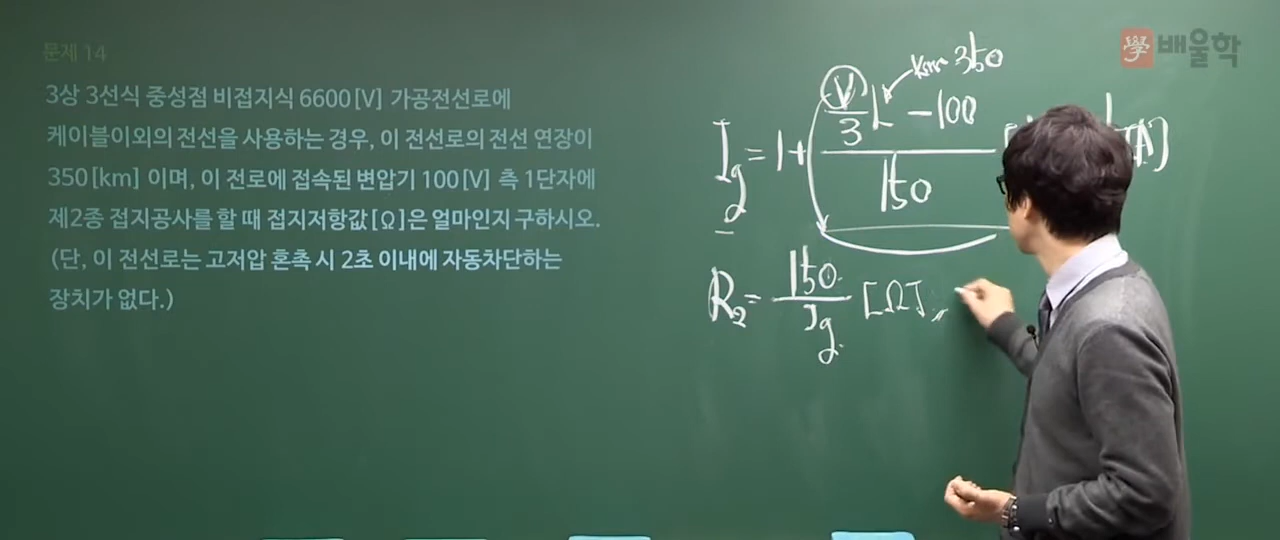 문제 14
3상 3선식 중성점 비접지식 6600[V] 가공전선로에
케이블이외의 전선을 사용하는 경우, 이 전선로의 전선 연장이
350[km] 이며, 이 전로에 접속된 변압기 100[V] 측 1단자에
제2종 접지공사를 할 때 접지저항값[Ω]은 얼마인지 구하시오.
(단, 이 전선로는 고저압 혼촉 시 2초 이내에 자동차단하는
장치가 없다.)
學 배울학
km 350
V/3 L - 100
Ig = 1 +
[A]
150
R2 = 150/Ig [Ω]